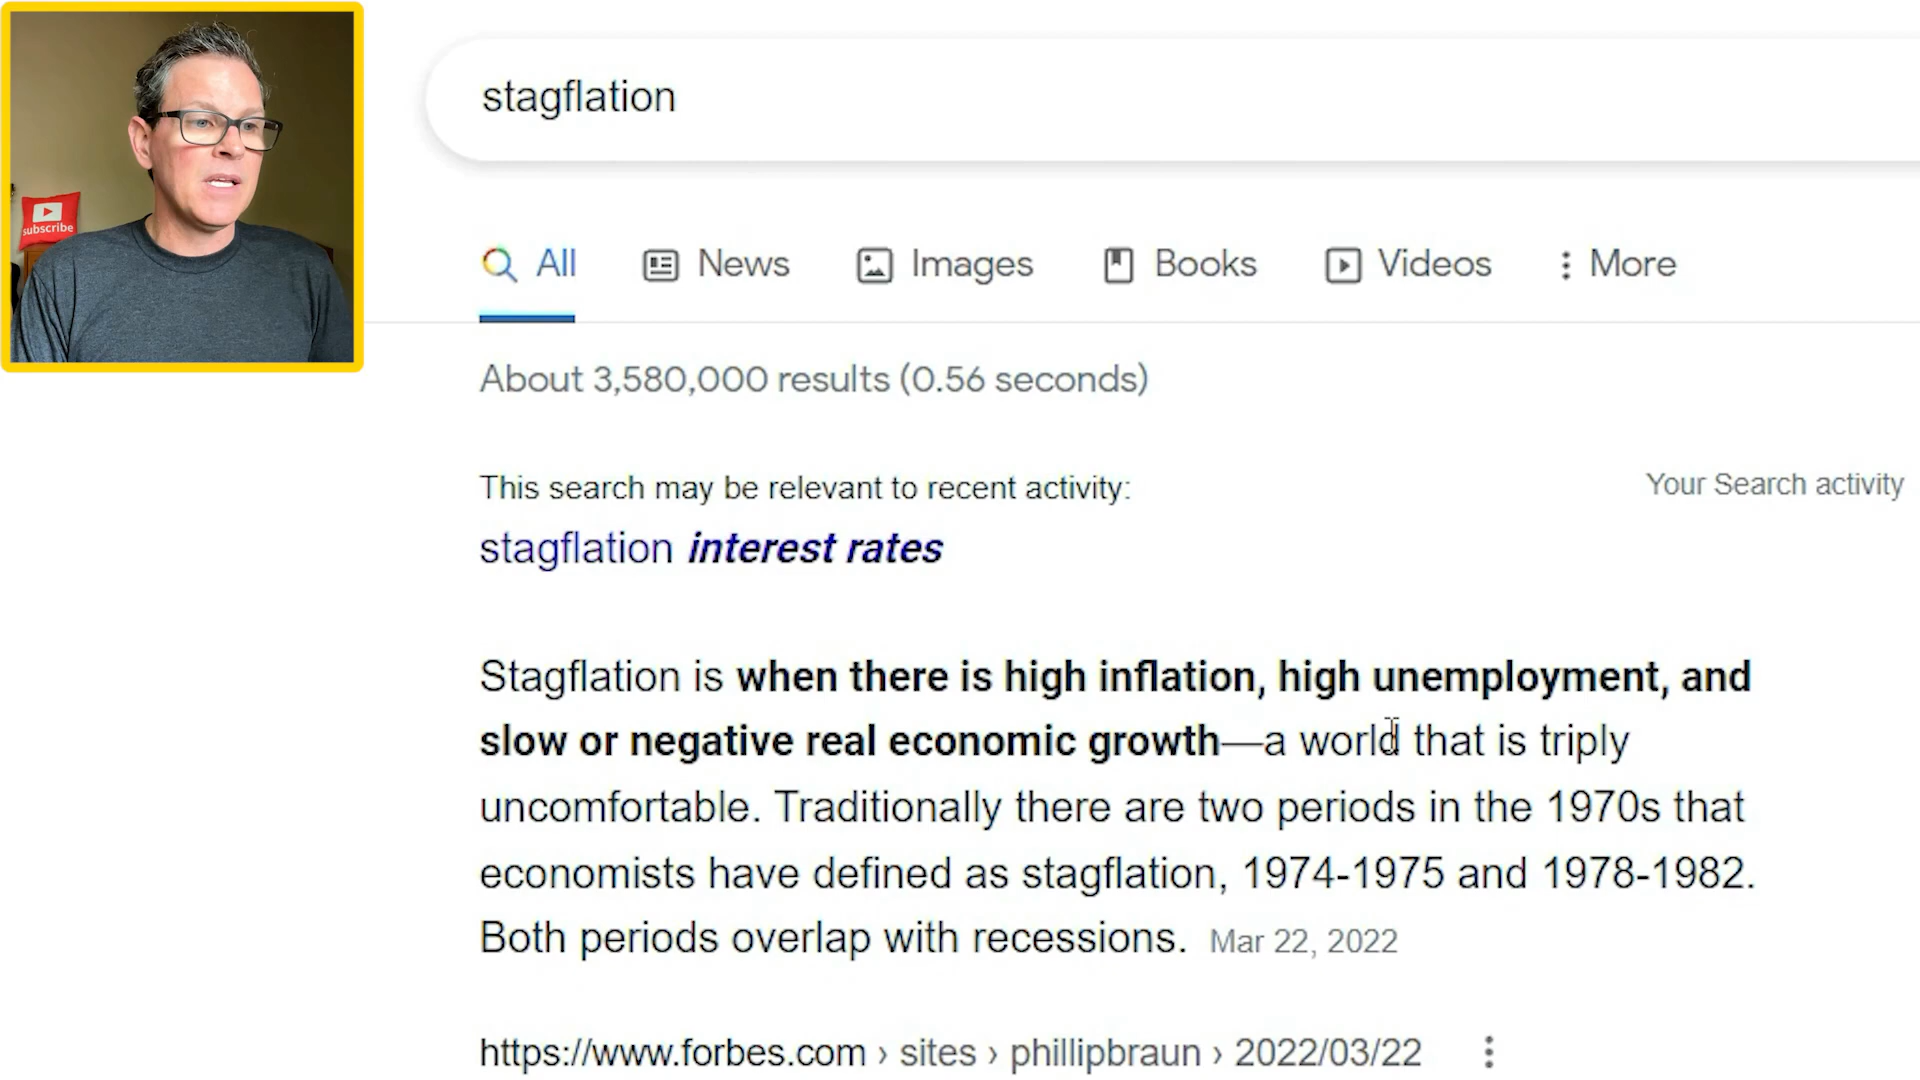 subscribe
stagflation
All News Images Books Videos More
About 3,580,000 results (0.56 seconds)
This search may be relevant to recent activity:
Your Search activity
stagflation interest rates
Stagflation is when there is high inflation, high unemployment, and
slow or negative real economic growth—a world that is triply
uncomfortable. Traditionally there are two periods in the 1970s that
economists have defined as stagflation, 1974-1975 and 1978-1982.
Both periods overlap with recessions. Mar 22, 2022
https://www.forbes.com › sites › phillipbraun › 2022/03/22